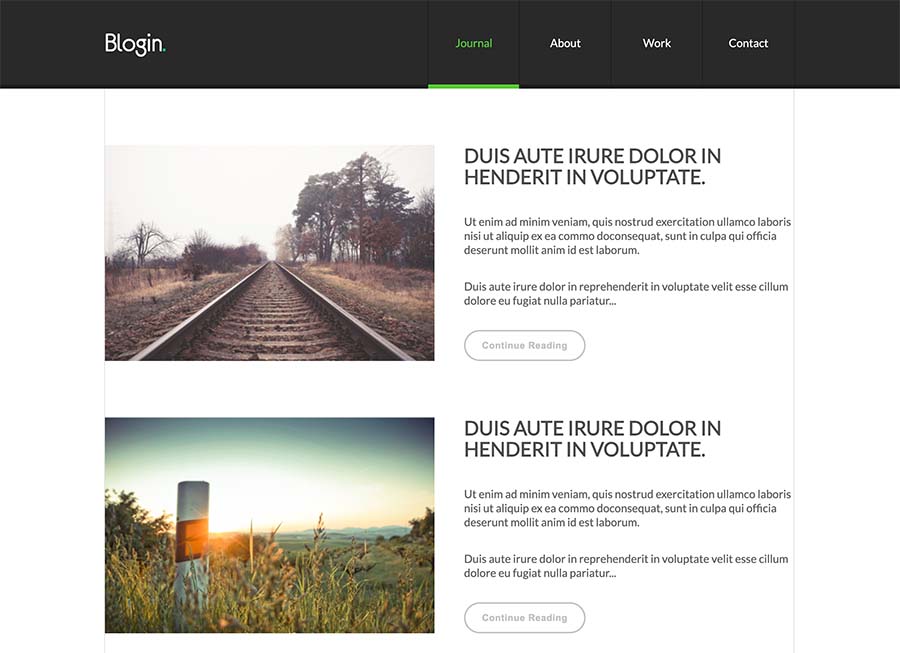 Blogin.
Journal
About
Work
Contact
DUIS AUTE IRURE DOLOR IN
HENDERIT IN VOLUPTATE.
Ut enim ad minim veniam, quis nostrud exercitation ullamco laboris
nisi ut aliquip ex ea commo doconsequat, sunt in culpa qui officia
deserunt mollit anim id est laborum.
Duis aute irure dolor in reprehenderit in voluptate velit esse cillum
dolore eu fugiat nulla pariatur...
Continue Reading
DUIS AUTE IRURE DOLOR IN
HENDERIT IN VOLUPTATE.
Ut enim ad minim veniam, quis nostrud exercitation ullamco laboris
nisi ut aliquip ex ea commo doconsequat, sunt in culpa qui officia
deserunt mollit anim id est laborum.
Duis aute irure dolor in reprehenderit in voluptate velit esse cillum
dolore eu fugiat nulla pariatur...
Continue Reading